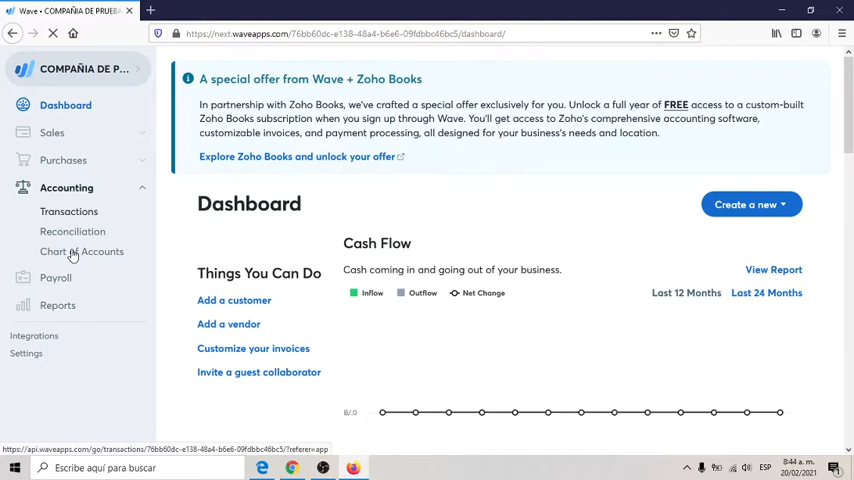 Wave • COMPAÑIA DE PRUEBA
https://next.waveapps.com/76bb60dc-e138-48a4-b6e6-09fdbbc46bc5/dashboard/
COMPAÑIA DE P...
Dashboard
Sales
Purchases
Accounting
Transactions
Reconciliation
Chart of Accounts
Payroll
Reports
Integrations
Settings
A special offer from Wave + Zoho Books
In partnership with Zoho Books, we've crafted a special offer exclusively for you. Unlock a full year of FREE access to a custom-built
Zoho Books subscription when you sign up through Wave. You'll get access to Zoho's comprehensive accounting software,
customizable invoices, and payment processing, all designed for your business's needs and location.
Explore Zoho Books and unlock your offer
Dashboard
Create a new
Things You Can Do
Add a customer
Add a vendor
Customize your invoices
Invite a guest collaborator
Cash Flow
Cash coming in and going out of your business.
View Report
Inflow Outflow Net Change
Last 12 Months Last 24 Months
B/.0
https://api.waveapps.com/go/transactions/76bb60dc-e138-48a4-b6e6-09fdbbc46bc5/?referer=app
Escribe aquí para buscar
ESP
8:44 a. m.
20/02/2021